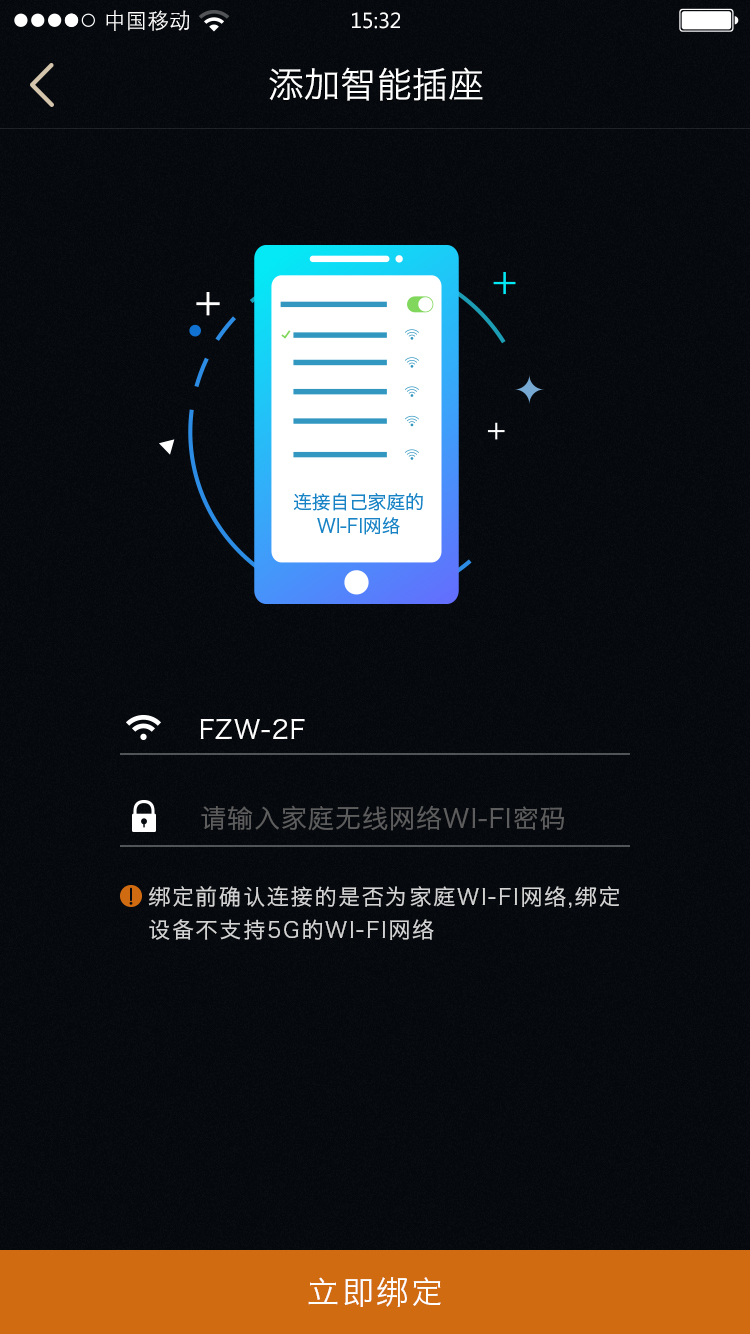 中国移动
15:32
添加智能插座
连接自己家庭的
WI-FI网络
FZW-2F
请输入家庭无线网络WI-FI密码
绑定前确认连接的是否为家庭WI-FI网络,绑定
设备不支持5G的WI-FI网络
立即绑定